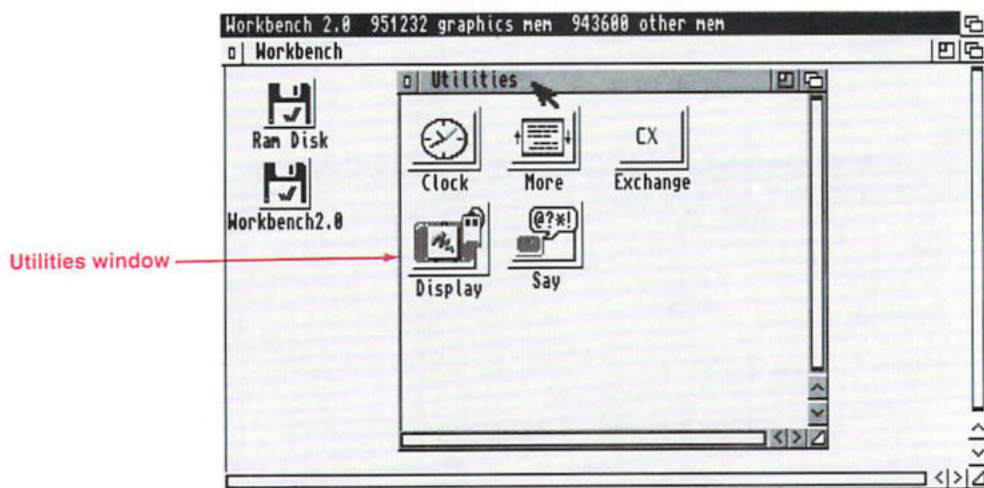 Workbench 2.0 951232 graphics mem 943600 other mem
Workbench
Utilities
Ram Disk
Workbench2.0
Clock
More
CX
Exchange
Display
@?*!
Say
Utilities window